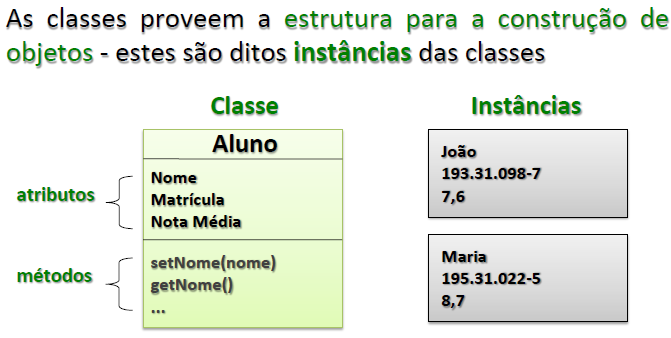 As classes proveem a estrutura para a construção de
objetos - estes são ditos instâncias das classes
Classe
Aluno
atributos
Nome
Matrícula
Nota Média
métodos
setNome(nome)
getNome()
...
Instâncias
João
193.31.098-7
7,6
Maria
195.31.022-5
8,7